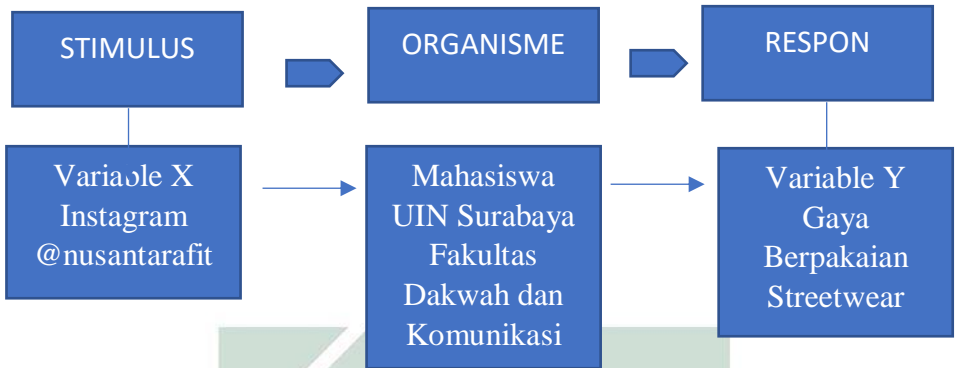 STIMULUS
ORGANISME
RESPON
Variable X
Instagram
@nusantarafit
Mahasiswa
UIN Surabaya
Fakultas
Dakwah dan
Komunikasi
Variable Y
Gaya
Berpakaian
Streetwear